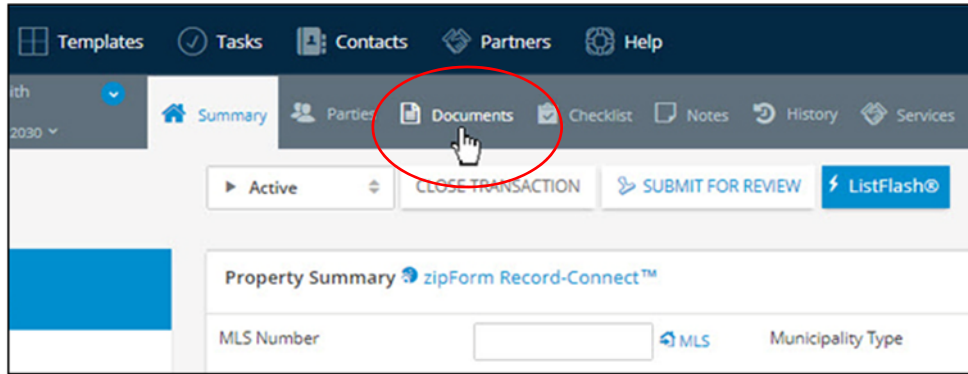 Templates Tasks Contacts Partners Help
ith
2030
Summary Parties Documents Checklist Notes History Services
Active CLOSE TRANSACTION SUBMIT FOR REVIEW ListFlash®
Property Summary zipForm Record-Connect™
MLS Number MLS Municipality Type